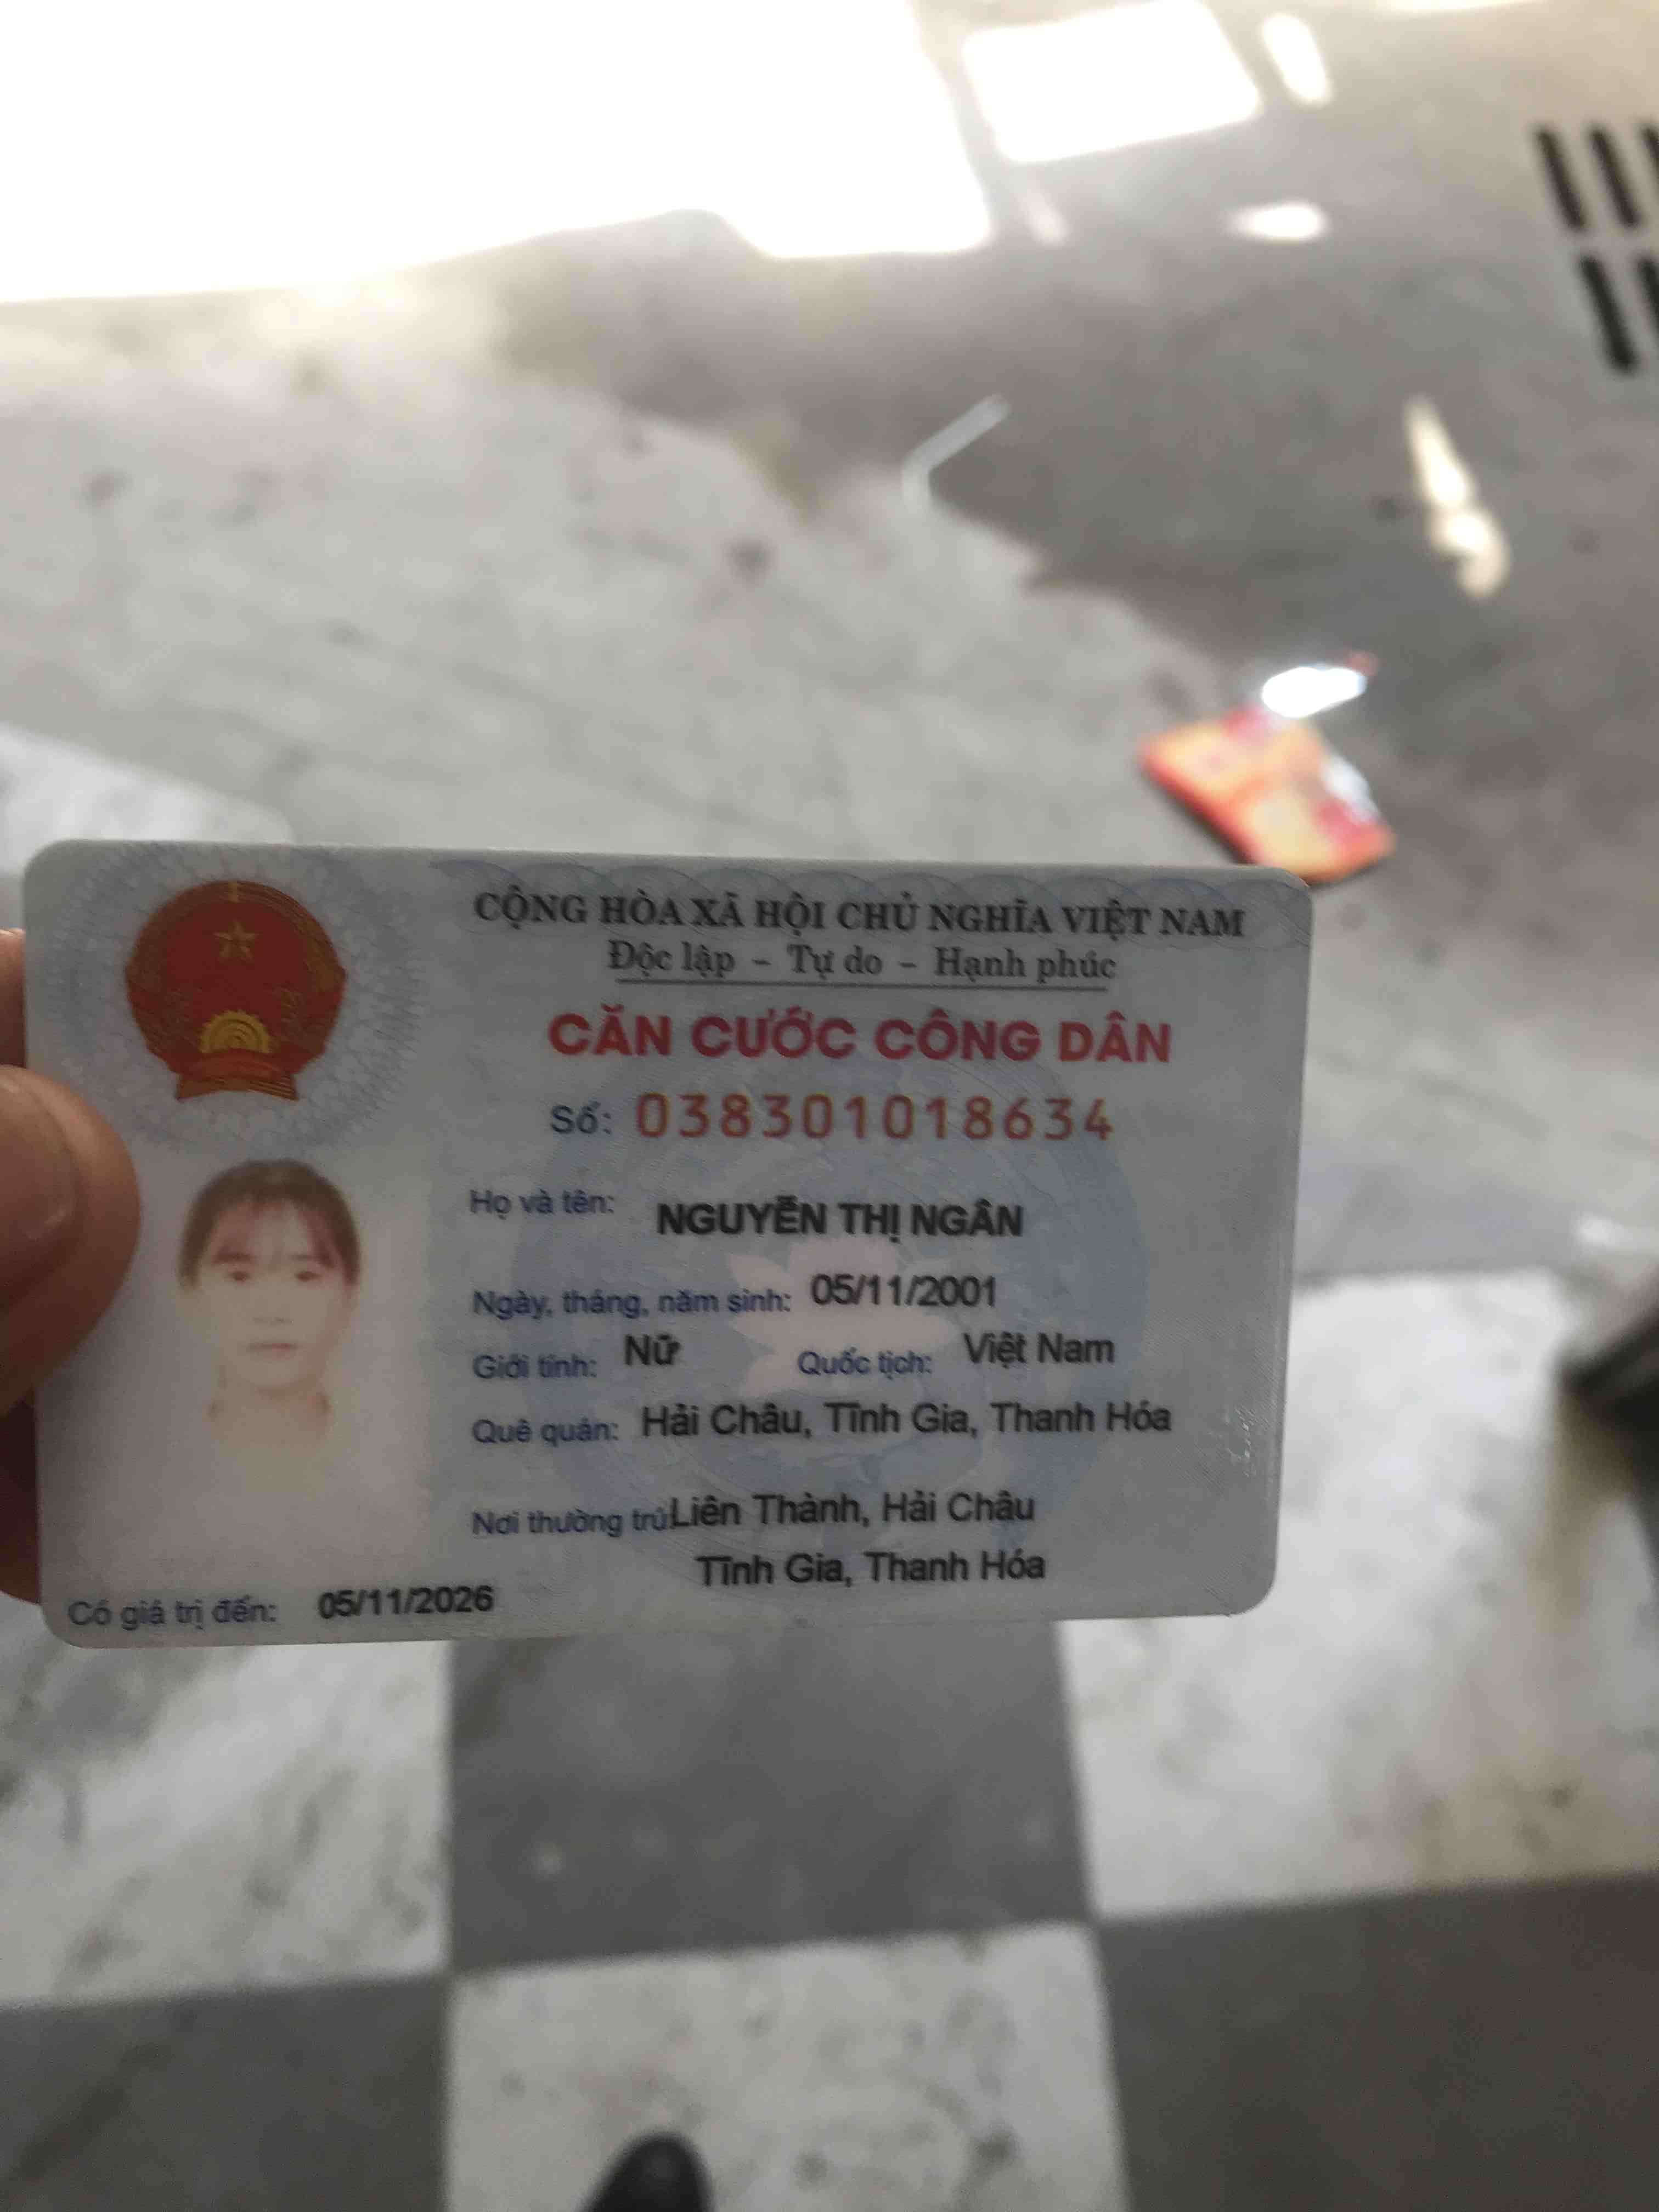 CỘNG HÒA XÃ HỘI CHỦ NGHĨA VIỆT NAM
Độc lập - Tự do - Hạnh phúc
CĂN CƯỚC CÔNG DÂN
Số: 038301018634
Họ và tên: NGUYỄN THỊ NGÂN
Ngày, tháng, năm sinh: 05/11/2001
Giới tính: Nữ Quốc tịch: Việt Nam
Quê quán: Hải Châu, Tĩnh Gia, Thanh Hóa
Nơi thường trú: Liên Thành, Hải Châu
Tĩnh Gia, Thanh Hóa
Có giá trị đến: 05/11/2026